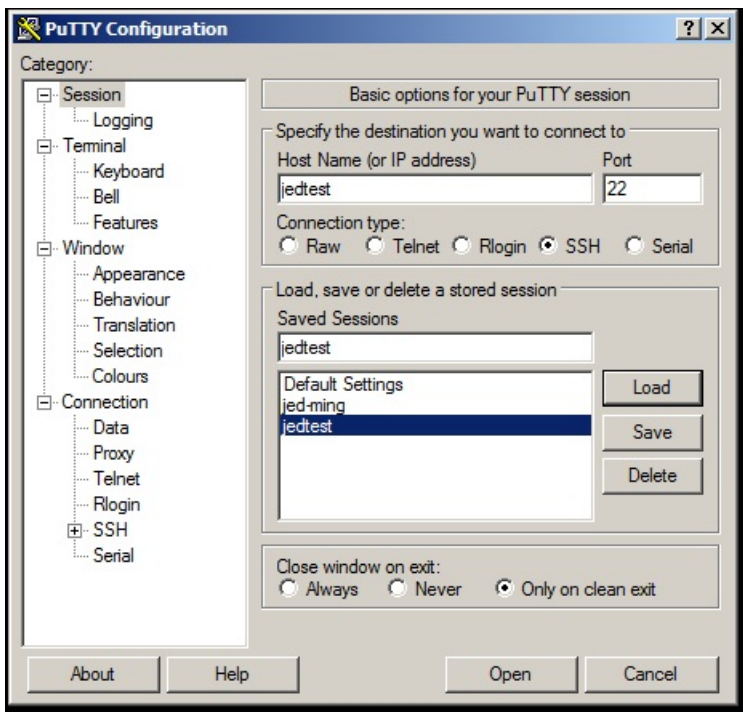 PuTTY Configuration
Category:
Session
Logging
Terminal
Keyboard
Bell
Features
Window
Appearance
Behaviour
Translation
Selection
Colours
Connection
Data
Proxy
Telnet
Rlogin
SSH
Serial
Basic options for your PuTTY session
Specify the destination you want to connect to
Host Name (or IP address) Port
jedtest 22
Connection type:
Raw Telnet Rlogin SSH Serial
Load, save or delete a stored session
Saved Sessions
jedtest
Default Settings
jed-ming
jedtest
Load
Save
Delete
Close window on exit:
Always Never Only on clean exit
About Help Open Cancel